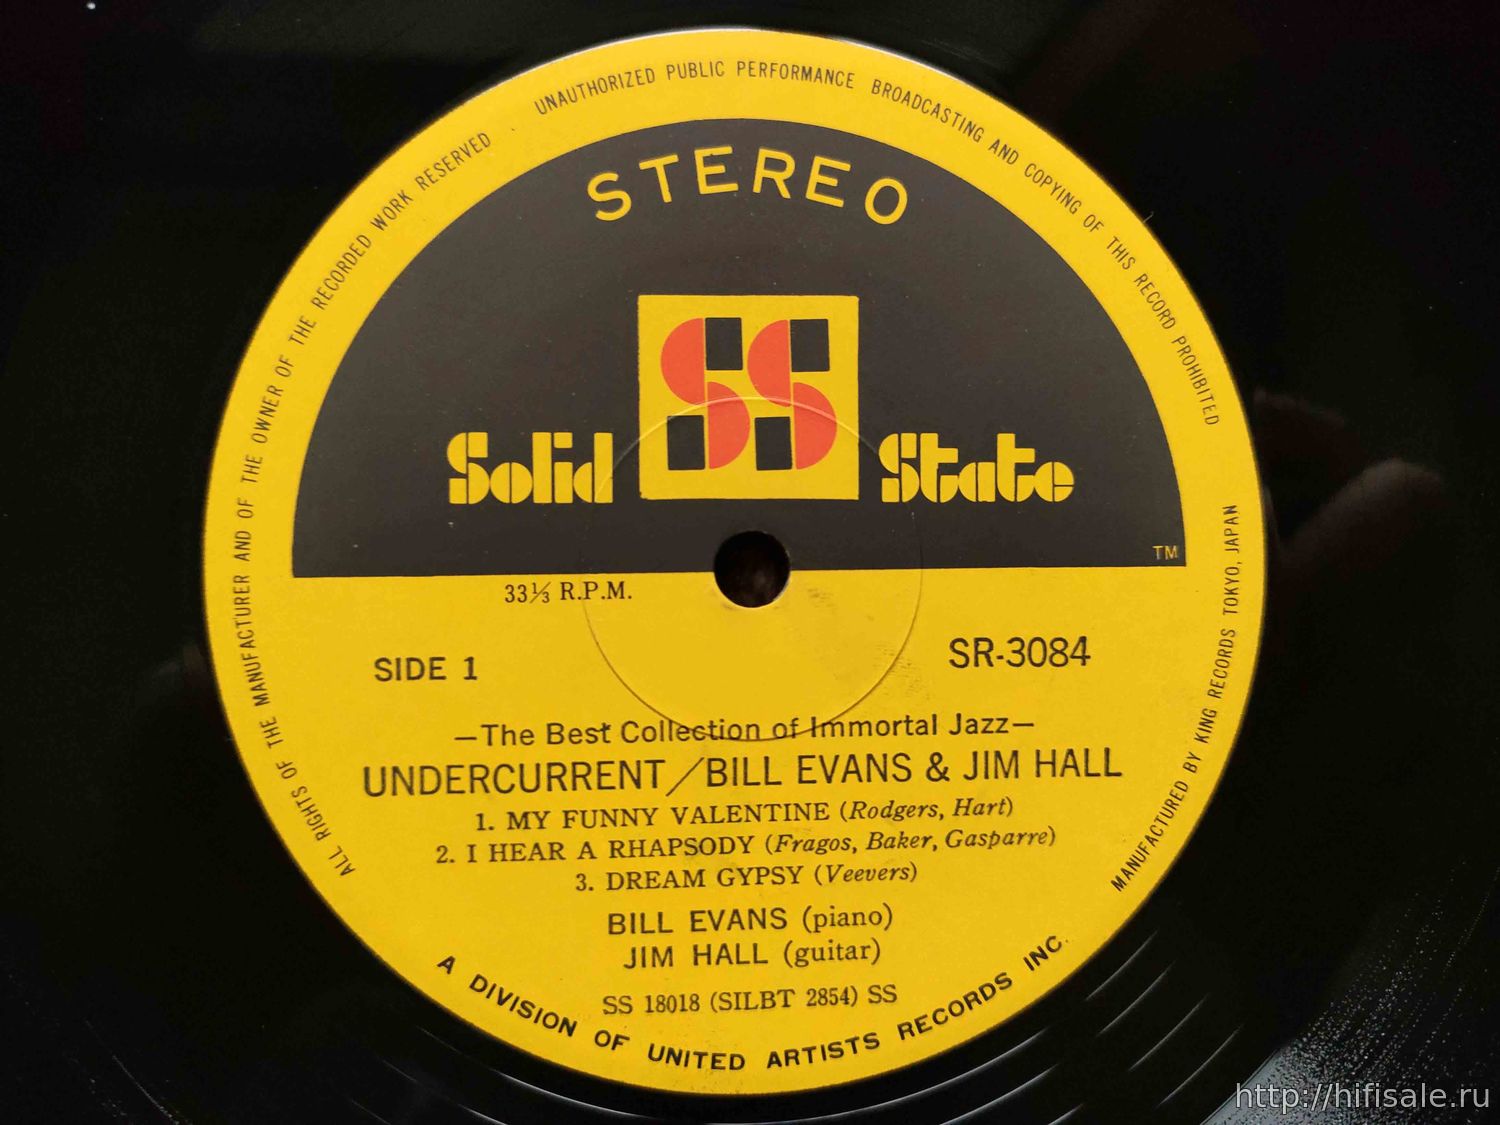 ALL RIGHTS OF THE MANUFACTURER AND OF THE OWNER OF THE RECORDED WORK RESERVED · UNAUTHORIZED PUBLIC PERFORMANCE BROADCASTING AND COPYING OF THIS RECORD PROHIBITED
STEREO
SS
Solid State
TM
33⅓ R.P.M.
SIDE 1
SR-3084
—The Best Collection of Immortal Jazz—
UNDERCURRENT/BILL EVANS & JIM HALL
1. MY FUNNY VALENTINE (Rodgers, Hart)
2. I HEAR A RHAPSODY (Fragos, Baker, Gasparre)
3. DREAM GYPSY (Veevers)
BILL EVANS (piano)
JIM HALL (guitar)
SS 18018 (SILBT 2854) SS
A DIVISION OF UNITED ARTISTS RECORDS INC.
MANUFACTURED BY KING RECORDS TOKYO, JAPAN
http://hifisale.ru